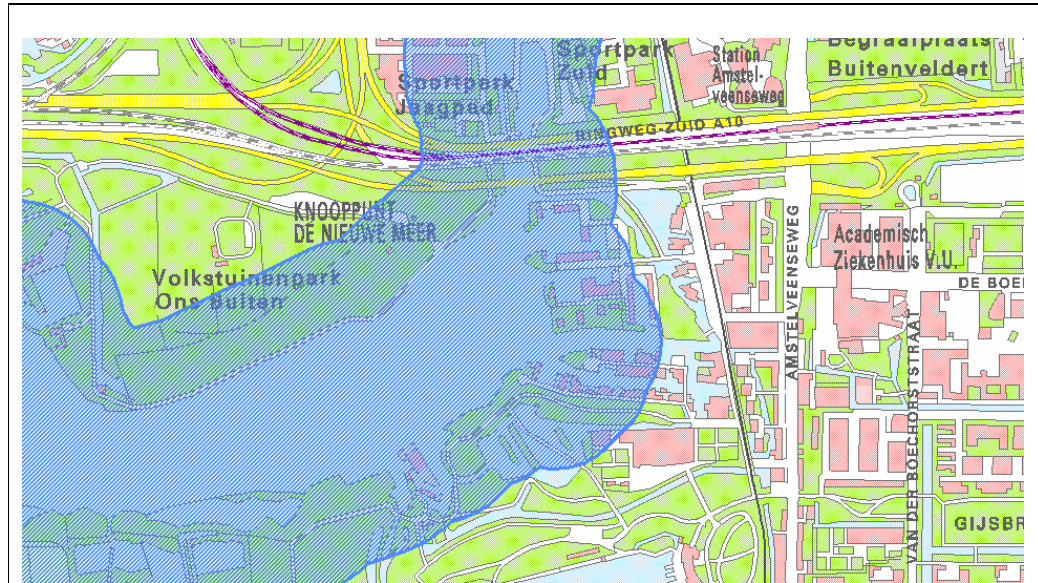 Sportpark
Zuid
Station
Amstel-
veenseweg
Begraafplaats
Buitenveldert
Sportpark
Jaagpad
RINGWEG-ZUID A10
KNOOPPUNT
DE NIEUWE MEER
Volkstuinenpark
Ons Buiten
AMSTELVEENSEWEG
Academisch
Ziekenhuis V.U.
DE BOE
VAN DER BOECHORSTSTRAAT
GIJSBR